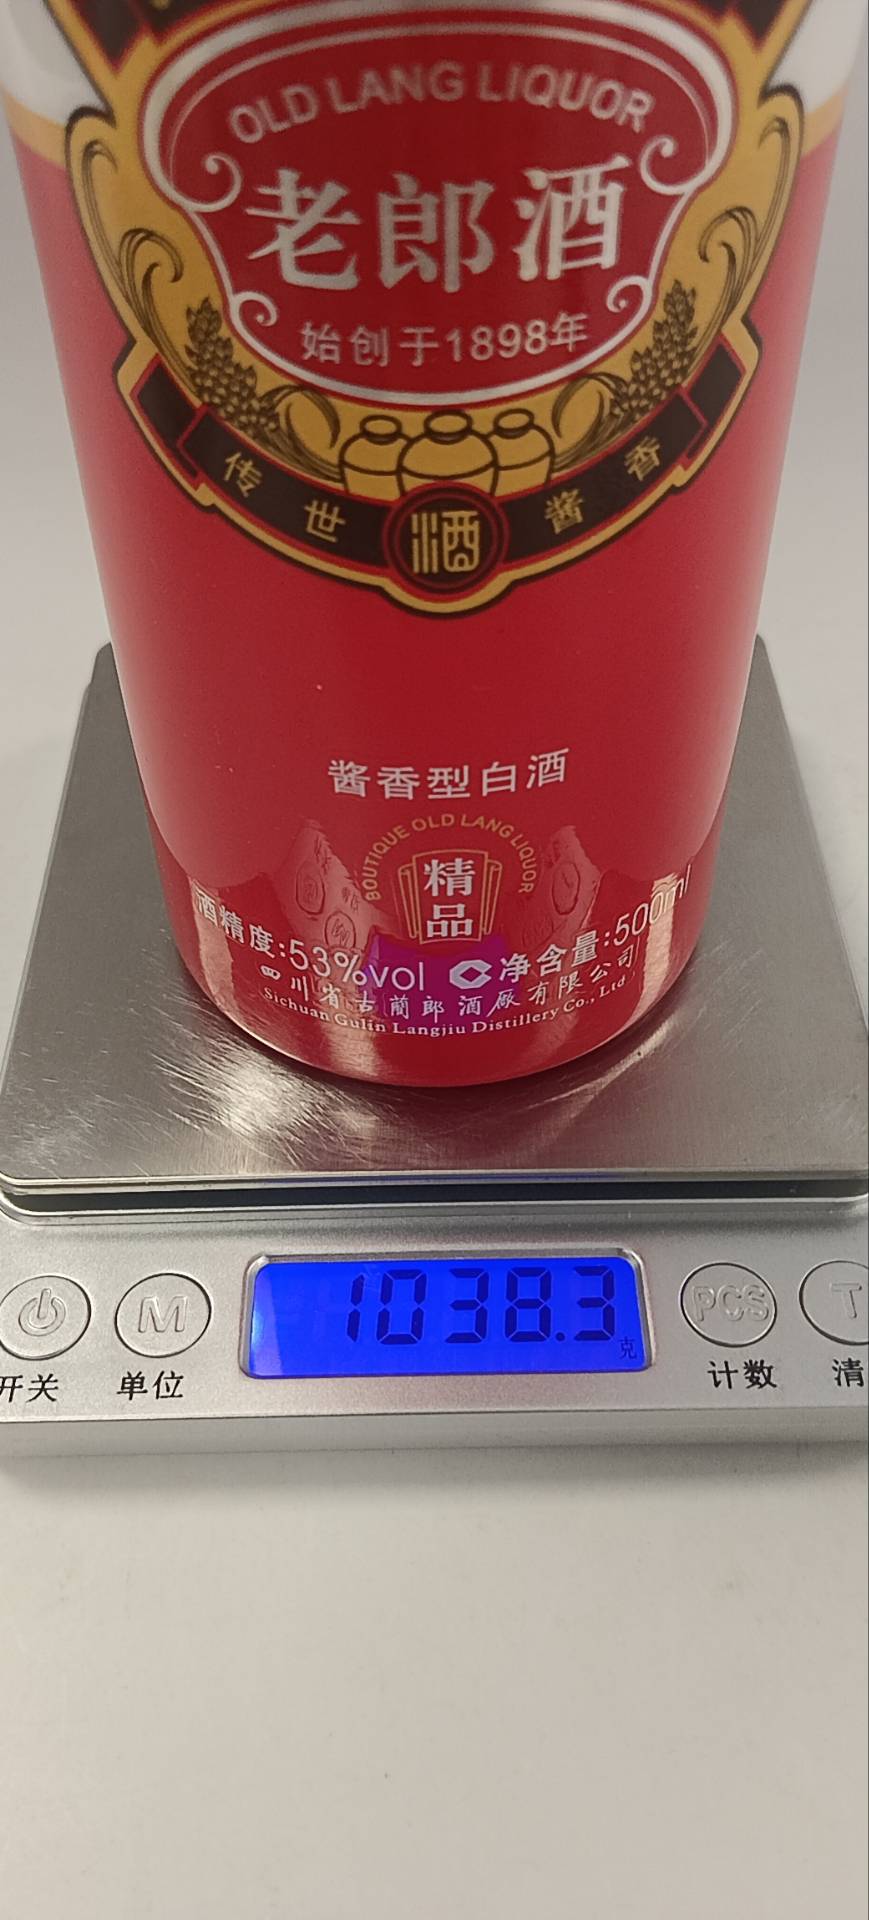 OLD LANG LIQUOR
老郎酒
始创于1898年
传世 酒 酱香
酱香型白酒
BOUTIQUE OLD LANG LIQUOR
精品
酒精度:53%vol 净含量:500ml
四川省古蔺郎酒厰有限公司
Sichuan Gulin Langjiu Distillery Co., Ltd
1038.3
克
M PCS T
开关 单位 计数 清